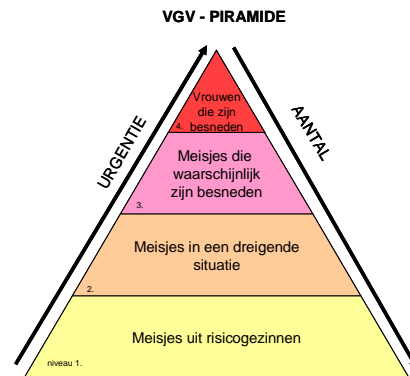 VGV - PIRAMIDE
URGENTIE
AANTAL
Vrouwen
die zijn
besneden
4.
Meisjes die
waarschijnlijk
zijn besneden
3.
Meisjes in een dreigende
situatie
2.
Meisjes uit risicogezinnen
niveau 1.